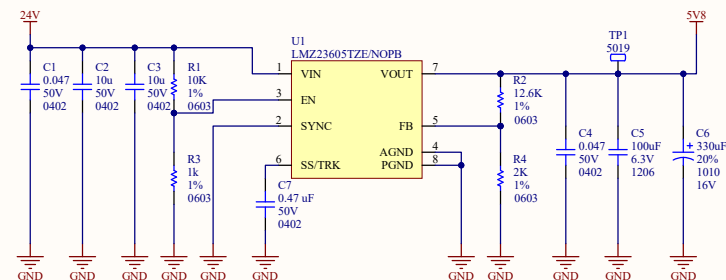 24V
5V8
U1
LMZ23605TZE/NOPB
TP1
5019
C1
0.047
50V
0402
C2
10u
50V
0402
C3
10u
50V
0402
R1
10K
1%
0603
1 VIN
3 EN
2 SYNC
6 SS/TRK
VOUT 7
FB 5
AGND 4
PGND 8
R2
12.6K
1%
0603
R3
1k
1%
0603
C7
0.47 uF
50V
0402
R4
2K
1%
0603
C4
0.047
50V
0402
C5
100uF
6.3V
1206
C6
330uF
20%
1010
16V
GND GND GND GND GND GND GND GND GND GND GND